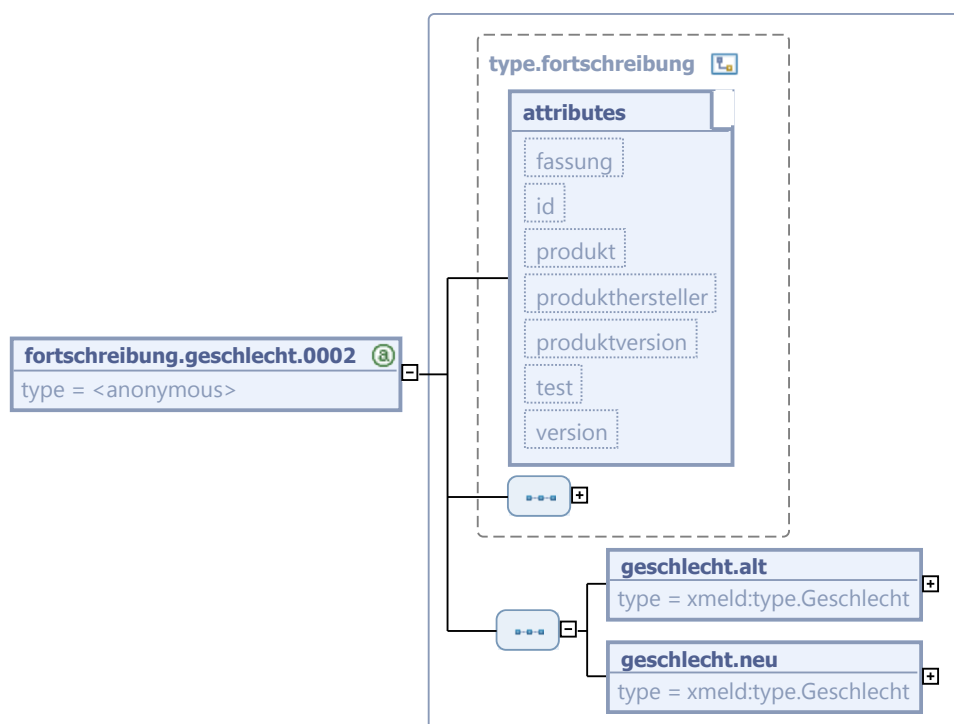 type.fortschreibung
attributes
fassung
id
produkt
produkthersteller
produktversion
test
version
fortschreibung.geschlecht.0002 a
type = <anonymous>
geschlecht.alt
type = xmeld:type.Geschlecht
geschlecht.neu
type = xmeld:type.Geschlecht